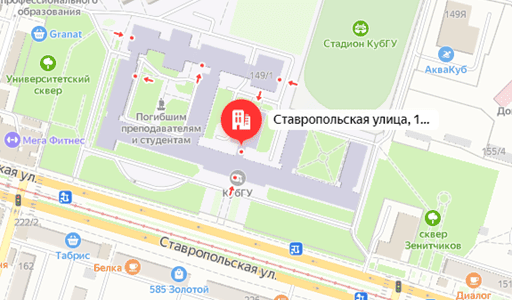 профессионального
образования
Granat
Университетский
сквер
149/1
Стадион КубГУ
149Я
АкваКуб
Погибшим
преподавателям
и студентам
Ставропольская улица, 1...
До
155/4
Мега Фитнес
КубГУ
ая ул.
222/2
Табрис
Белка
162
585 Золотой
Ставропольская ул.
сквер
Зенитчиков
Диалог